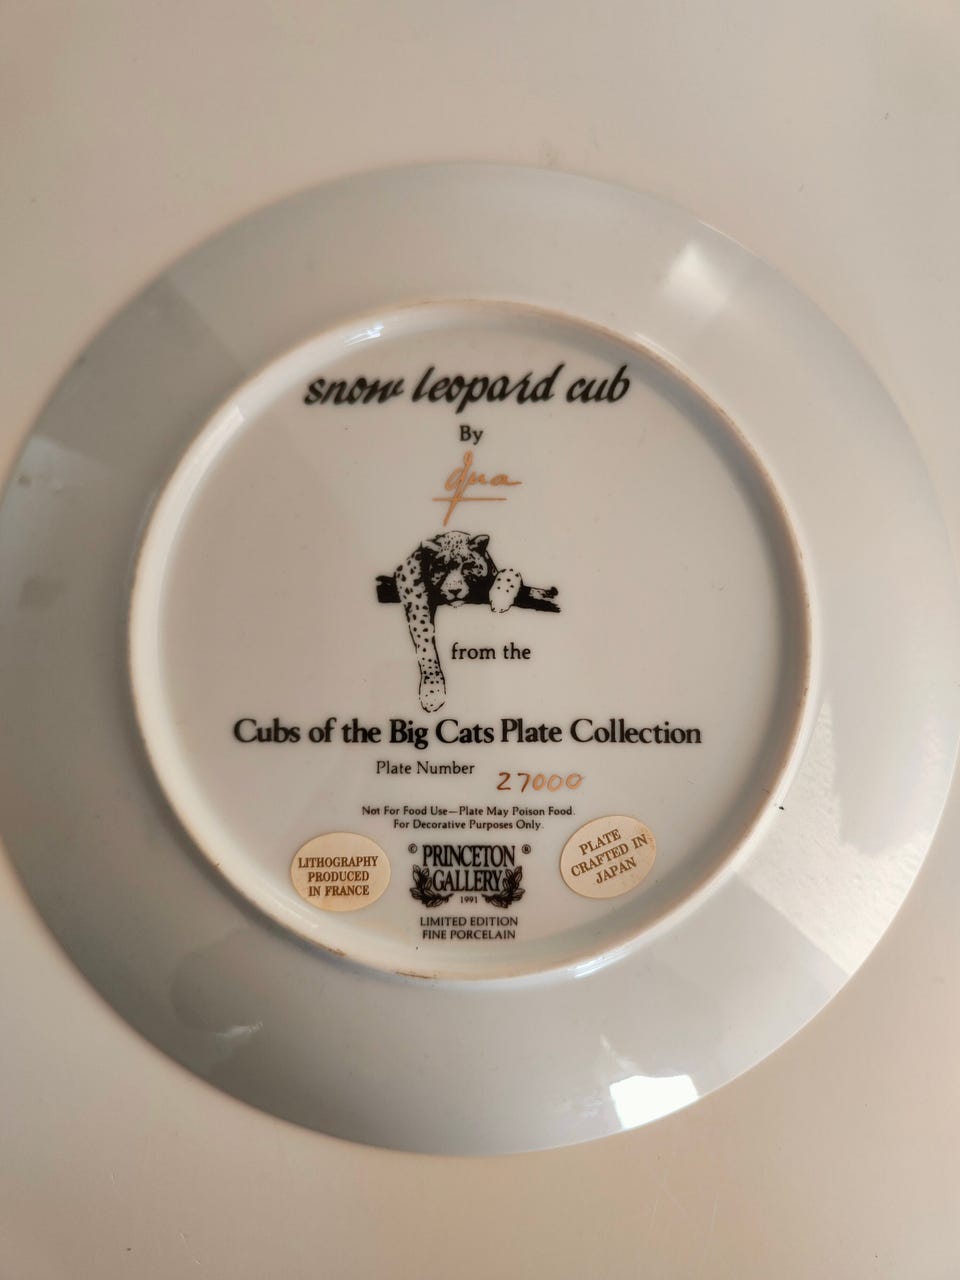 snow leopard cub
By
from the
Cubs of the Big Cats Plate Collection
Plate Number 27000
Not For Food Use—Plate May Poison Food.
For Decorative Purposes Only.
LITHOGRAPHY
PRODUCED
IN FRANCE
© PRINCETON ®
GALLERY
1991
LIMITED EDITION
FINE PORCELAIN
PLATE
CRAFTED IN
JAPAN